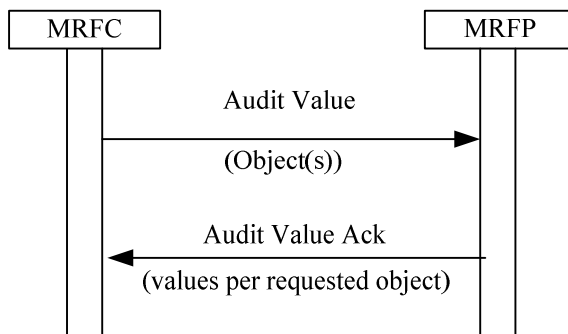 MRFC
MRFP
Audit Value
(Object(s))
Audit Value Ack
(values per requested object)